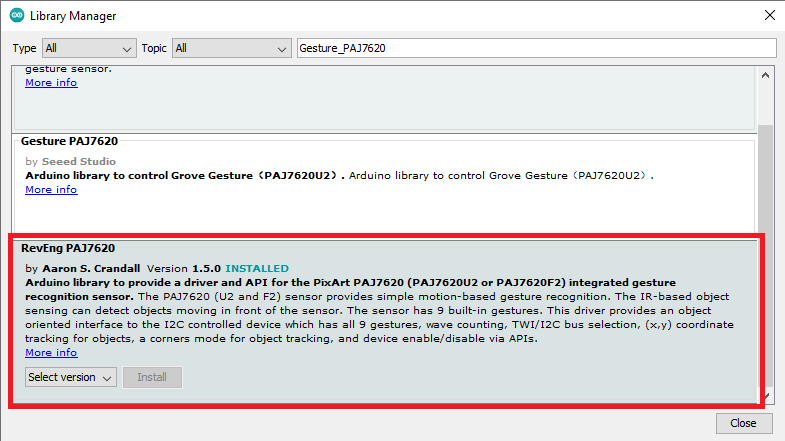 Library Manager
Type All Topic All Gesture_PAJ7620
gesture sensor.
More info
Gesture PAJ7620
by Seeed Studio
Arduino library to control Grove Gesture（PAJ7620U2）. Arduino library to control Grove Gesture（PAJ7620U2）.
More info
RevEng PAJ7620
by Aaron S. Crandall Version 1.5.0 INSTALLED
Arduino library to provide a driver and API for the PixArt PAJ7620 (PAJ7620U2 or PAJ7620F2) integrated gesture
recognition sensor. The PAJ7620 (U2 and F2) sensor provides simple motion-based gesture recognition. The IR-based object
sensing can detect objects moving in front of the sensor. The sensor has 9 built-in gestures. This driver provides an object
oriented interface to the I2C controlled device which has all 9 gestures, wave counting, TWI/I2C bus selection, (x,y) coordinate
tracking for objects, a corners mode for object tracking, and device enable/disable via APIs.
More info
Select version Install
Close